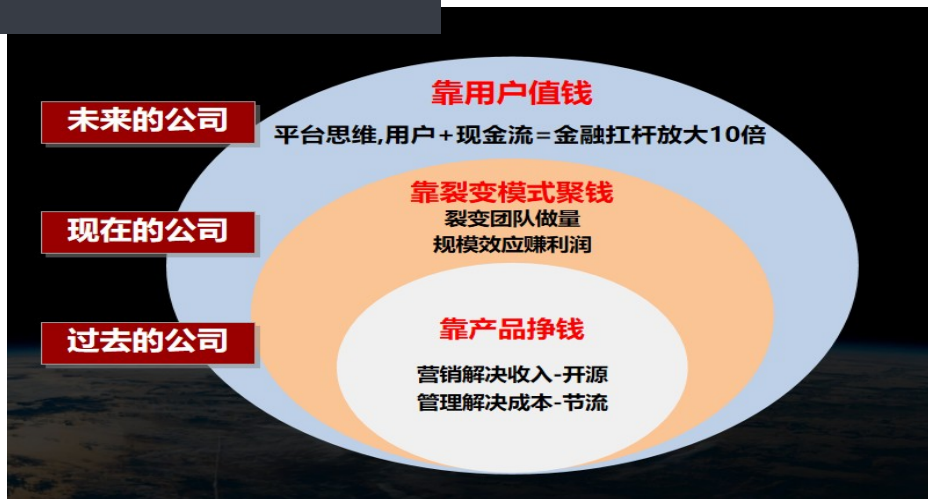 靠用户值钱
未来的公司
平台思维,用户+现金流=金融扛杆放大10倍
靠裂变模式聚钱
现在的公司
裂变团队做量
规模效应赚利润
过去的公司
靠产品挣钱
营销解决收入-开源
管理解决成本-节流